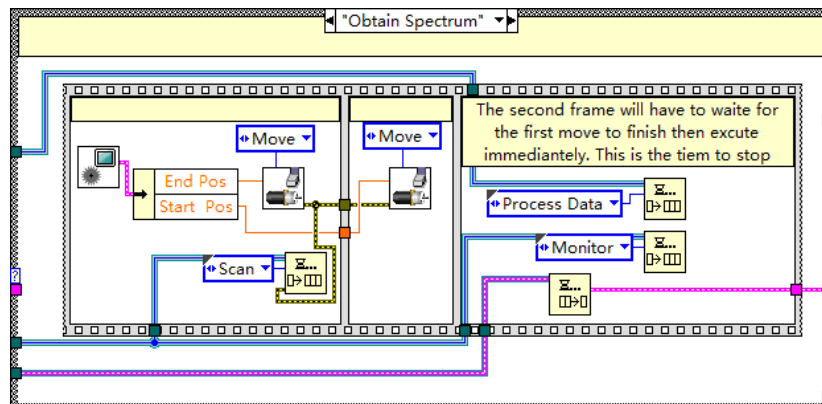 "Obtain Spectrum"
The second frame will have to waite for
the first move to finish then excute
immediantely. This is the tiem to stop
Move
Move
End Pos
Start Pos
Process Data
Monitor
Scan
?